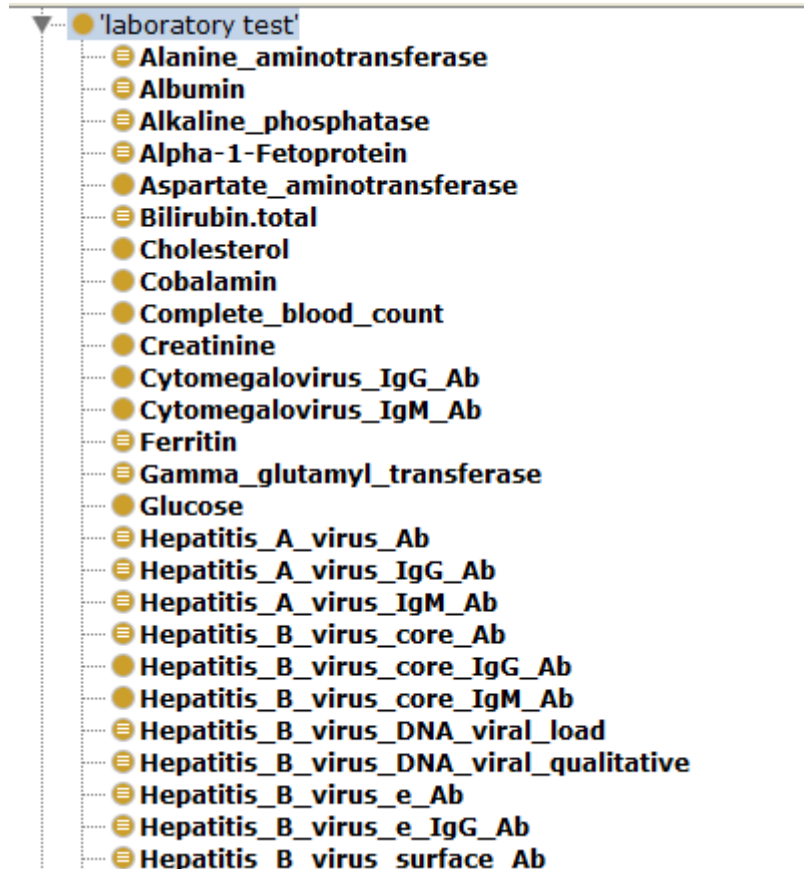 'laboratory test'
Alanine_aminotransferase
Albumin
Alkaline_phosphatase
Alpha-1-Fetoprotein
Aspartate_aminotransferase
Bilirubin.total
Cholesterol
Cobalamin
Complete_blood_count
Creatinine
Cytomegalovirus_IgG_Ab
Cytomegalovirus_IgM_Ab
Ferritin
Gamma_glutamyl_transferase
Glucose
Hepatitis_A_virus_Ab
Hepatitis_A_virus_IgG_Ab
Hepatitis_A_virus_IgM_Ab
Hepatitis_B_virus_core_Ab
Hepatitis_B_virus_core_IgG_Ab
Hepatitis_B_virus_core_IgM_Ab
Hepatitis_B_virus_DNA_viral_load
Hepatitis_B_virus_DNA_viral_qualitative
Hepatitis_B_virus_e_Ab
Hepatitis_B_virus_e_IgG_Ab
Hepatitis_B_virus_surface_Ab